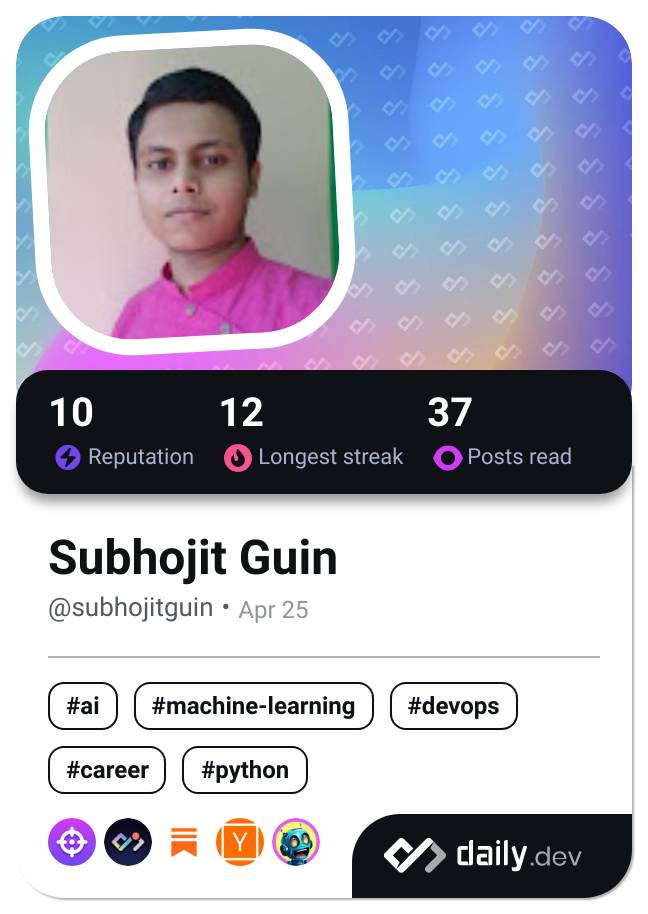 10 12 37
Reputation Longest streak Posts read
Subhojit Guin
@subhojitguin • Apr 25
#ai #machine-learning #devops
#career #python
Y
daily.dev